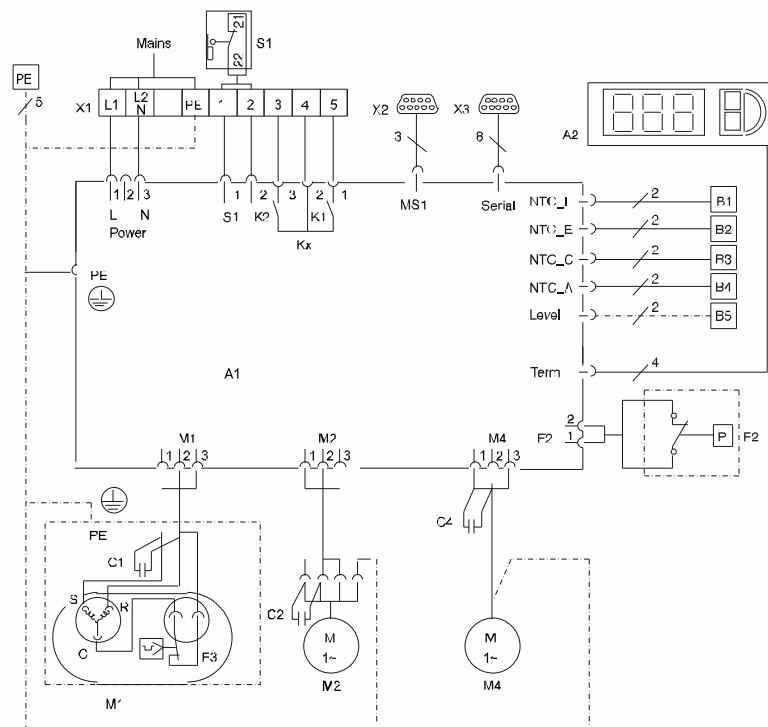 21
22
S1
Mains
PE
5
X1
L1
L2
N
PE
1
2
3
4
5
X2
X3
A2
3
8
1
2
3
L
N
Power
1
S1
2
K2
3
2
K1
1
Kx
MS1
Serial
NTC_I
2
B1
NTC_E
2
B2
NTC_C
2
B3
NTC_A
2
B4
Level
2
B5
PE
A1
Term
4
2
1
F2
P
F2
M1
1
2
3
M2
1
2
3
M4
1
2
3
PE
C1
C4
S
R
C
F3
M1
C2
M
1~
M2
M
1~
M4